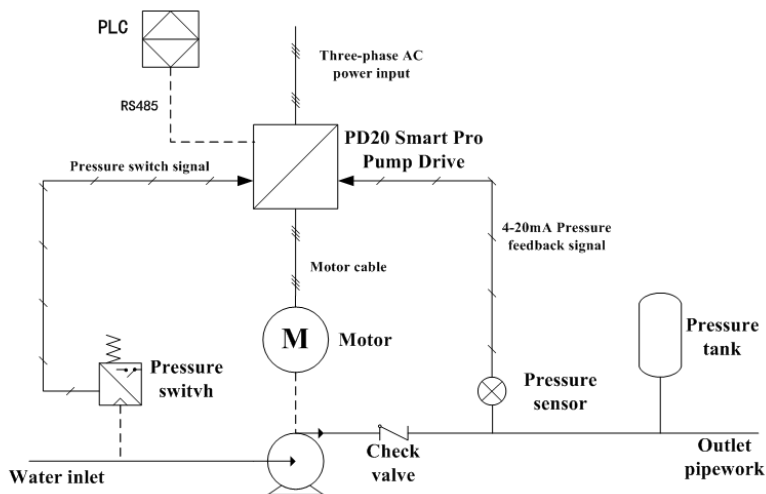 PLC
Three-phase AC
power input
RS485
PD20 Smart Pro
Pump Drive
Pressure switch signal
4-20mA Pressure
feedback signal
Motor cable
M
Motor
Pressure
tank
Pressure
switvh
Pressure
sensor
Check
valve
Outlet
pipework
Water inlet